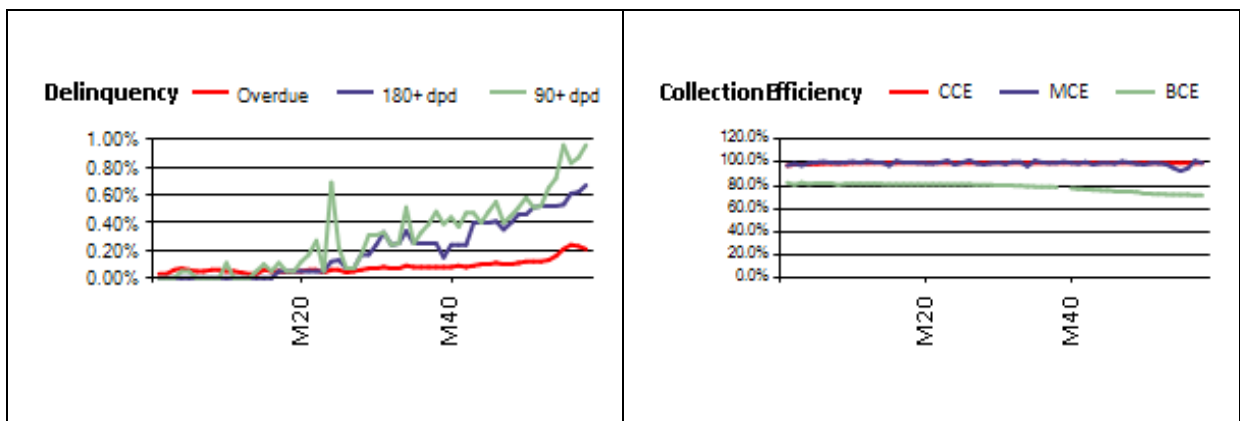 Delinquency Overdue 180+ dpd 90+ dpd
1.00%
0.80%
0.60%
0.40%
0.20%
0.00%
M20
M40
Collection Efficiency CCE MCE BCE
120.0%
100.0%
80.0%
60.0%
40.0%
20.0%
0.0%
M20
M40